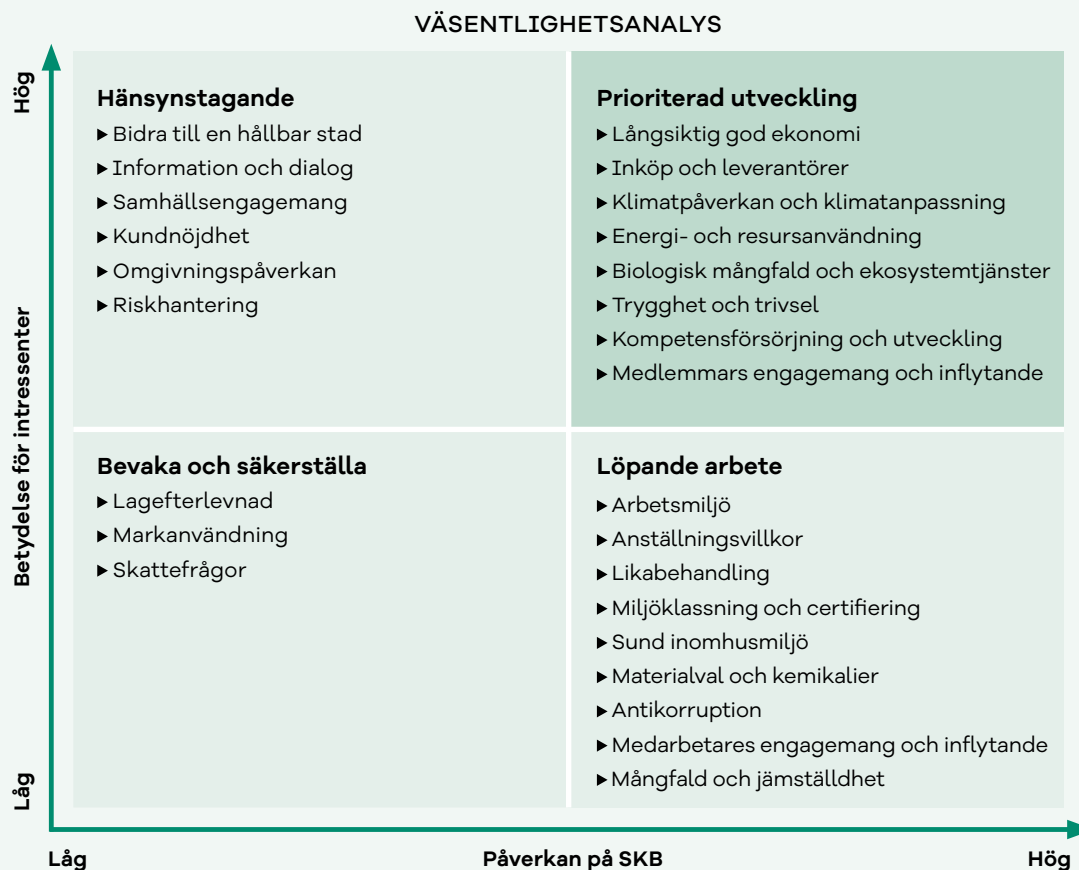 VÄSENTLIGHETSANALYS
Hög
Betydelse för intressenter
Låg
Hänsynstagande
▶ Bidra till en hållbar stad
▶ Information och dialog
▶ Samhällsengagemang
▶ Kundnöjdhet
▶ Omgivningspåverkan
▶ Riskhantering
Prioriterad utveckling
▶ Långsiktig god ekonomi
▶ Inköp och leverantörer
▶ Klimatpåverkan och klimatanpassning
▶ Energi- och resursanvändning
▶ Biologisk mångfald och ekosystemtjänster
▶ Trygghet och trivsel
▶ Kompetensförsörjning och utveckling
▶ Medlemmars engagemang och inflytande
Bevaka och säkerställa
▶ Lagefterlevnad
▶ Markanvändning
▶ Skattefrågor
Löpande arbete
▶ Arbetsmiljö
▶ Anställningsvillkor
▶ Likabehandling
▶ Miljöklassning och certifiering
▶ Sund inomhusmiljö
▶ Materialval och kemikalier
▶ Antikorruption
▶ Medarbetares engagemang och inflytande
▶ Mångfald och jämställdhet
Låg
Påverkan på SKB
Hög